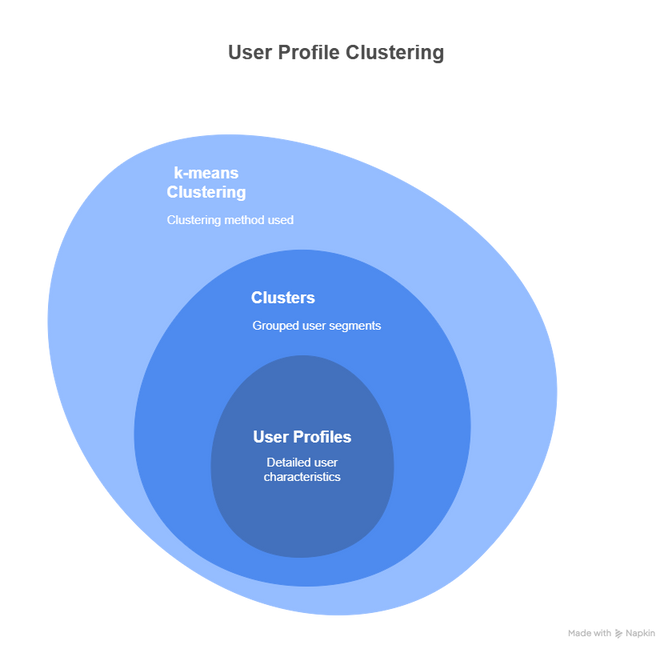 User Profile Clustering
k-means
Clustering
Clustering method used
Clusters
Grouped user segments
User Profiles
Detailed user
characteristics
Made with Napkin